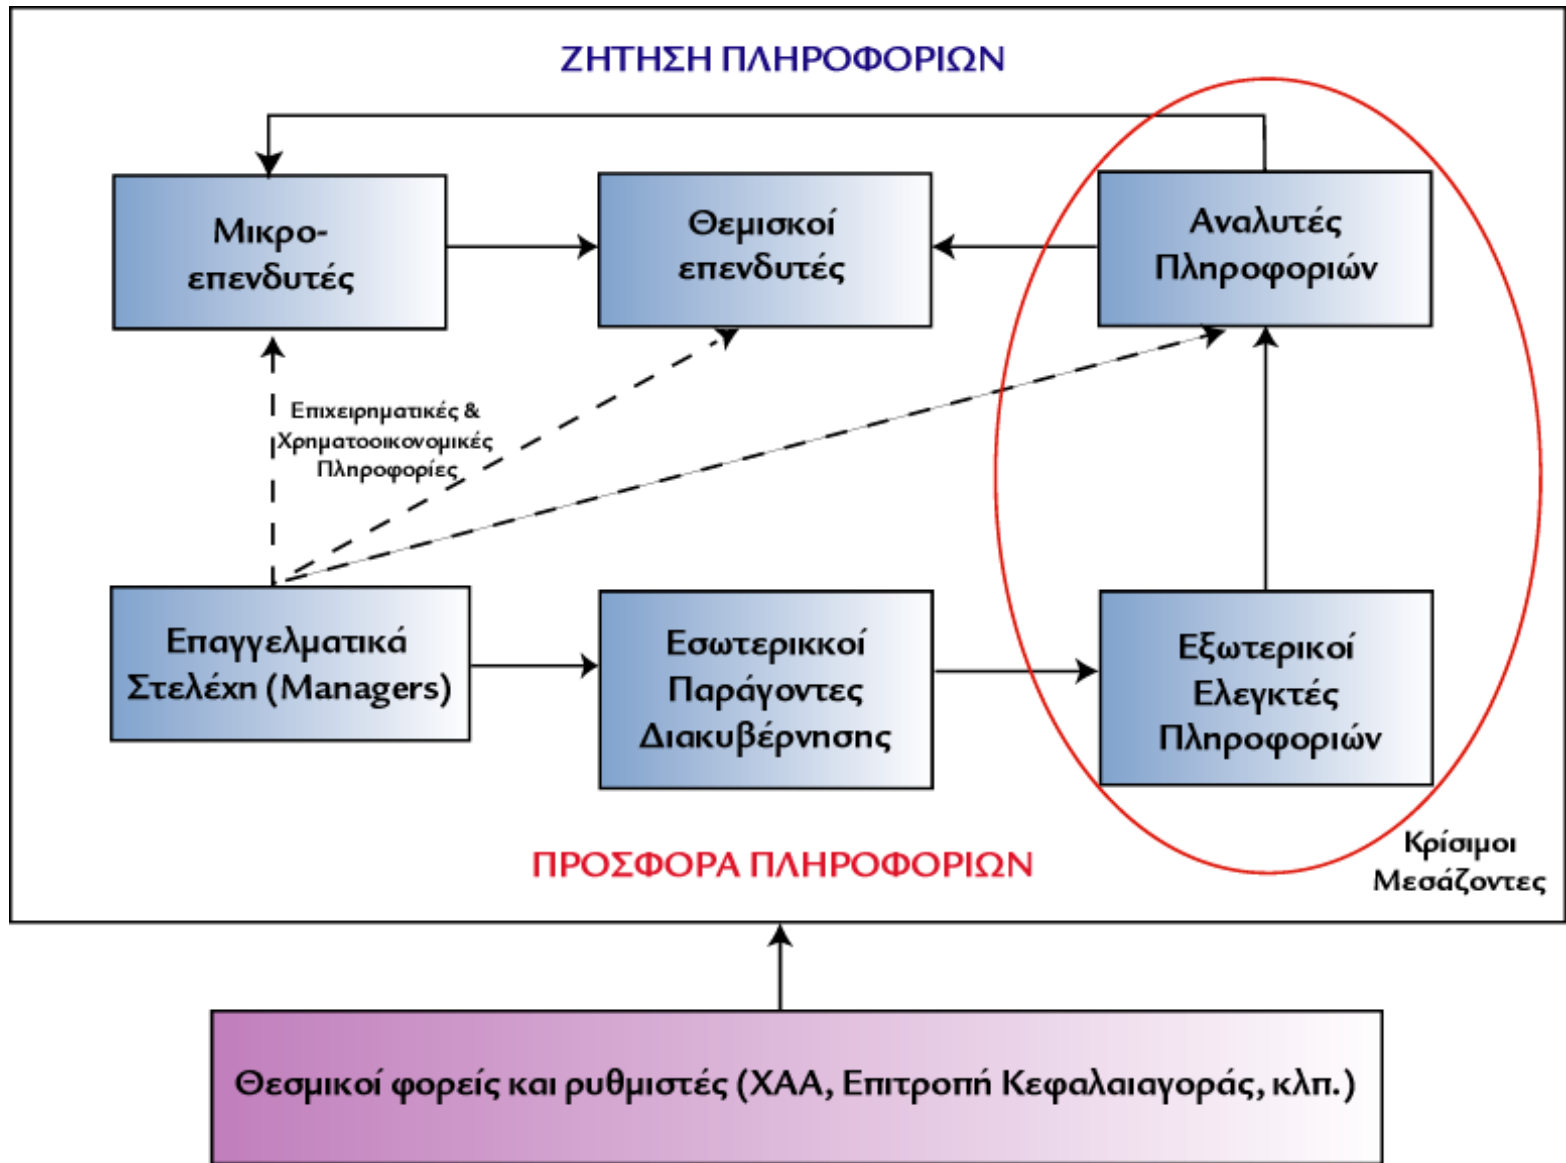 ΖΗΤΗΣΗ ΠΛΗΡΟΦΟΡΙΩΝ
Μικρο-
επενδυτές
Θεμισκοί
επενδυτές
Αναλυτές
Πληροφοριών
Επιχειρηματικές &
Χρηματοοικονομικές
Πληροφορίες
Επαγγελματικά
Στελέχη (Managers)
Εσωτερικκοί
Παράγοντες
Διακυβέρνησης
Εξωτερικοί
Ελεγκτές
Πληροφοριών
ΠΡΟΣΦΟΡΑ ΠΛΗΡΟΦΟΡΙΩΝ
Κρίσιμοι
Μεσάζοντες
Θεσμικοί φορείς και ρυθμιστές (ΧΑΑ, Επιτροπή Κεφαλαιαγοράς, κλπ.)